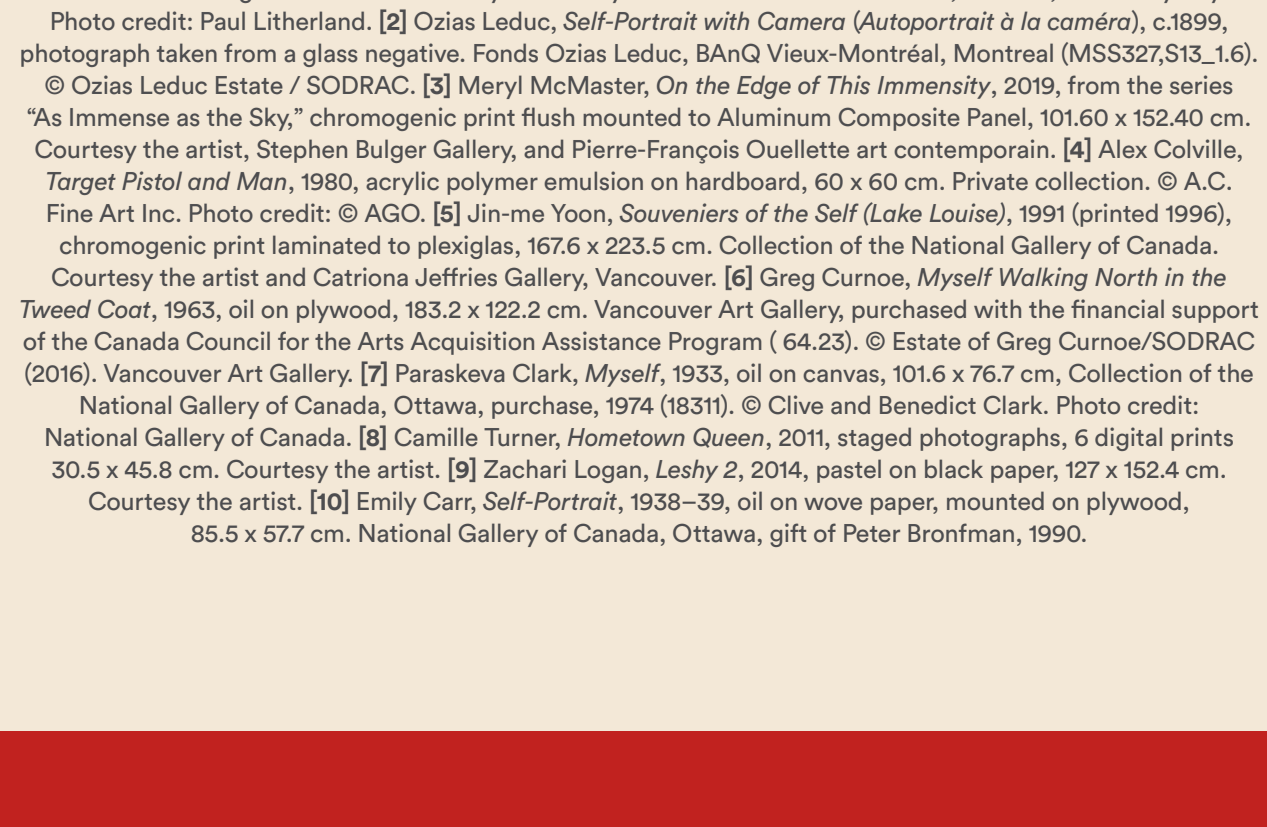 Photo credit: Paul Litherland. [2] Ozias Leduc, Self-Portrait with Camera (Autoportrait à la caméra), c.1899,
photograph taken from a glass negative. Fonds Ozias Leduc, BAnQ Vieux-Montréal, Montreal (MSS327,S13_1.6).
© Ozias Leduc Estate / SODRAC. [3] Meryl McMaster, On the Edge of This Immensity, 2019, from the series
“As Immense as the Sky,” chromogenic print flush mounted to Aluminum Composite Panel, 101.60 x 152.40 cm.
Courtesy the artist, Stephen Bulger Gallery, and Pierre-François Ouellette art contemporain. [4] Alex Colville,
Target Pistol and Man, 1980, acrylic polymer emulsion on hardboard, 60 x 60 cm. Private collection. © A.C.
Fine Art Inc. Photo credit: © AGO. [5] Jin-me Yoon, Souveniers of the Self (Lake Louise), 1991 (printed 1996),
chromogenic print laminated to plexiglas, 167.6 x 223.5 cm. Collection of the National Gallery of Canada.
Courtesy the artist and Catriona Jeffries Gallery, Vancouver. [6] Greg Curnoe, Myself Walking North in the
Tweed Coat, 1963, oil on plywood, 183.2 x 122.2 cm. Vancouver Art Gallery, purchased with the financial support
of the Canada Council for the Arts Acquisition Assistance Program ( 64.23). © Estate of Greg Curnoe/SODRAC
(2016). Vancouver Art Gallery. [7] Paraskeva Clark, Myself, 1933, oil on canvas, 101.6 x 76.7 cm, Collection of the
National Gallery of Canada, Ottawa, purchase, 1974 (18311). © Clive and Benedict Clark. Photo credit:
National Gallery of Canada. [8] Camille Turner, Hometown Queen, 2011, staged photographs, 6 digital prints
30.5 x 45.8 cm. Courtesy the artist. [9] Zachari Logan, Leshy 2, 2014, pastel on black paper, 127 x 152.4 cm.
Courtesy the artist. [10] Emily Carr, Self-Portrait, 1938–39, oil on wove paper, mounted on plywood,
85.5 x 57.7 cm. National Gallery of Canada, Ottawa, gift of Peter Bronfman, 1990.